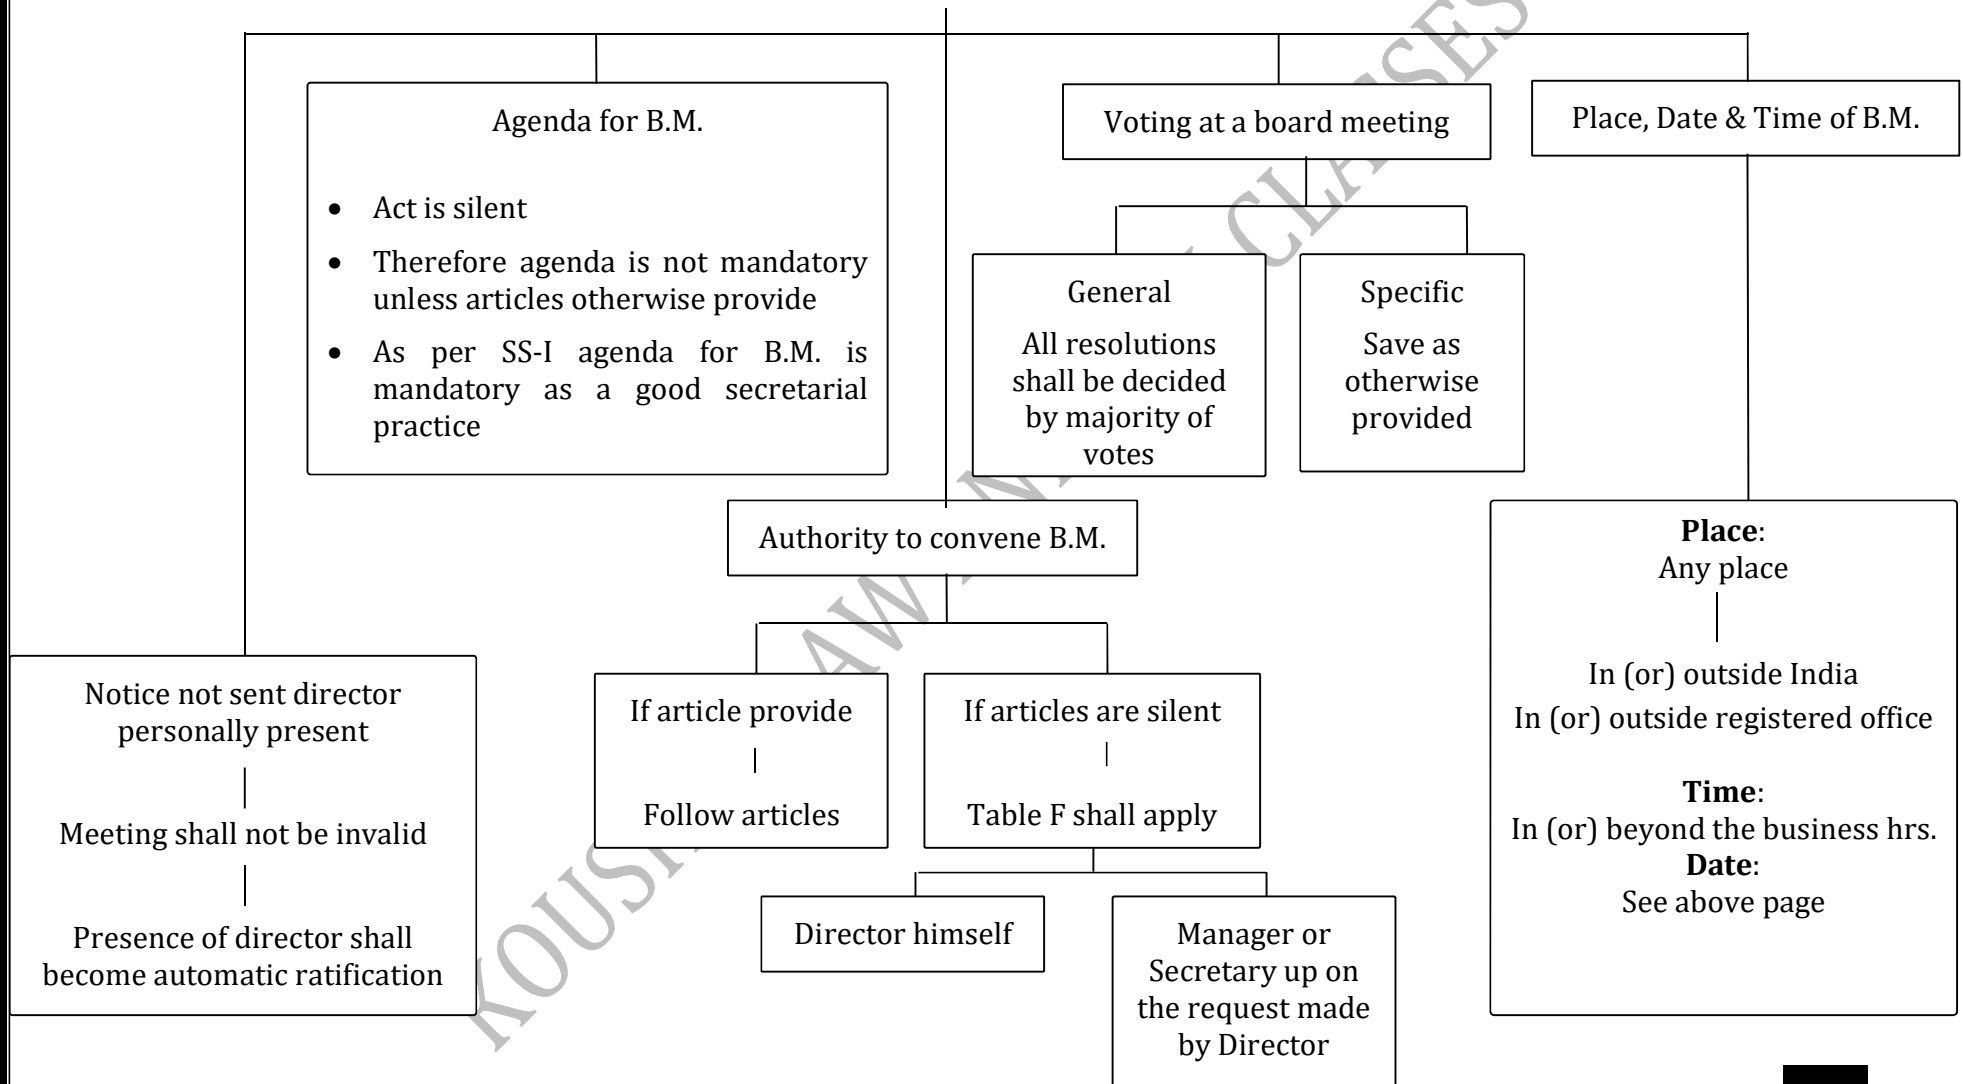 Agenda for B.M.
• Act is silent
• Therefore agenda is not mandatory
unless articles otherwise provide
• As per SS-I agenda for B.M. is
mandatory as a good secretarial
practice
Voting at a board meeting
General
All resolutions
shall be decided
by majority of
votes
Specific
Save as
otherwise
provided
Place, Date & Time of B.M.
Place:
Any place
In (or) outside India
In (or) outside registered office
Time:
In (or) beyond the business hrs.
Date:
See above page
Authority to convene B.M.
If article provide
Follow articles
If articles are silent
Table F shall apply
Director himself
Manager or
Secretary up on
the request made
by Director
Notice not sent director
personally present
Meeting shall not be invalid
Presence of director shall
become automatic ratification
CLASSES